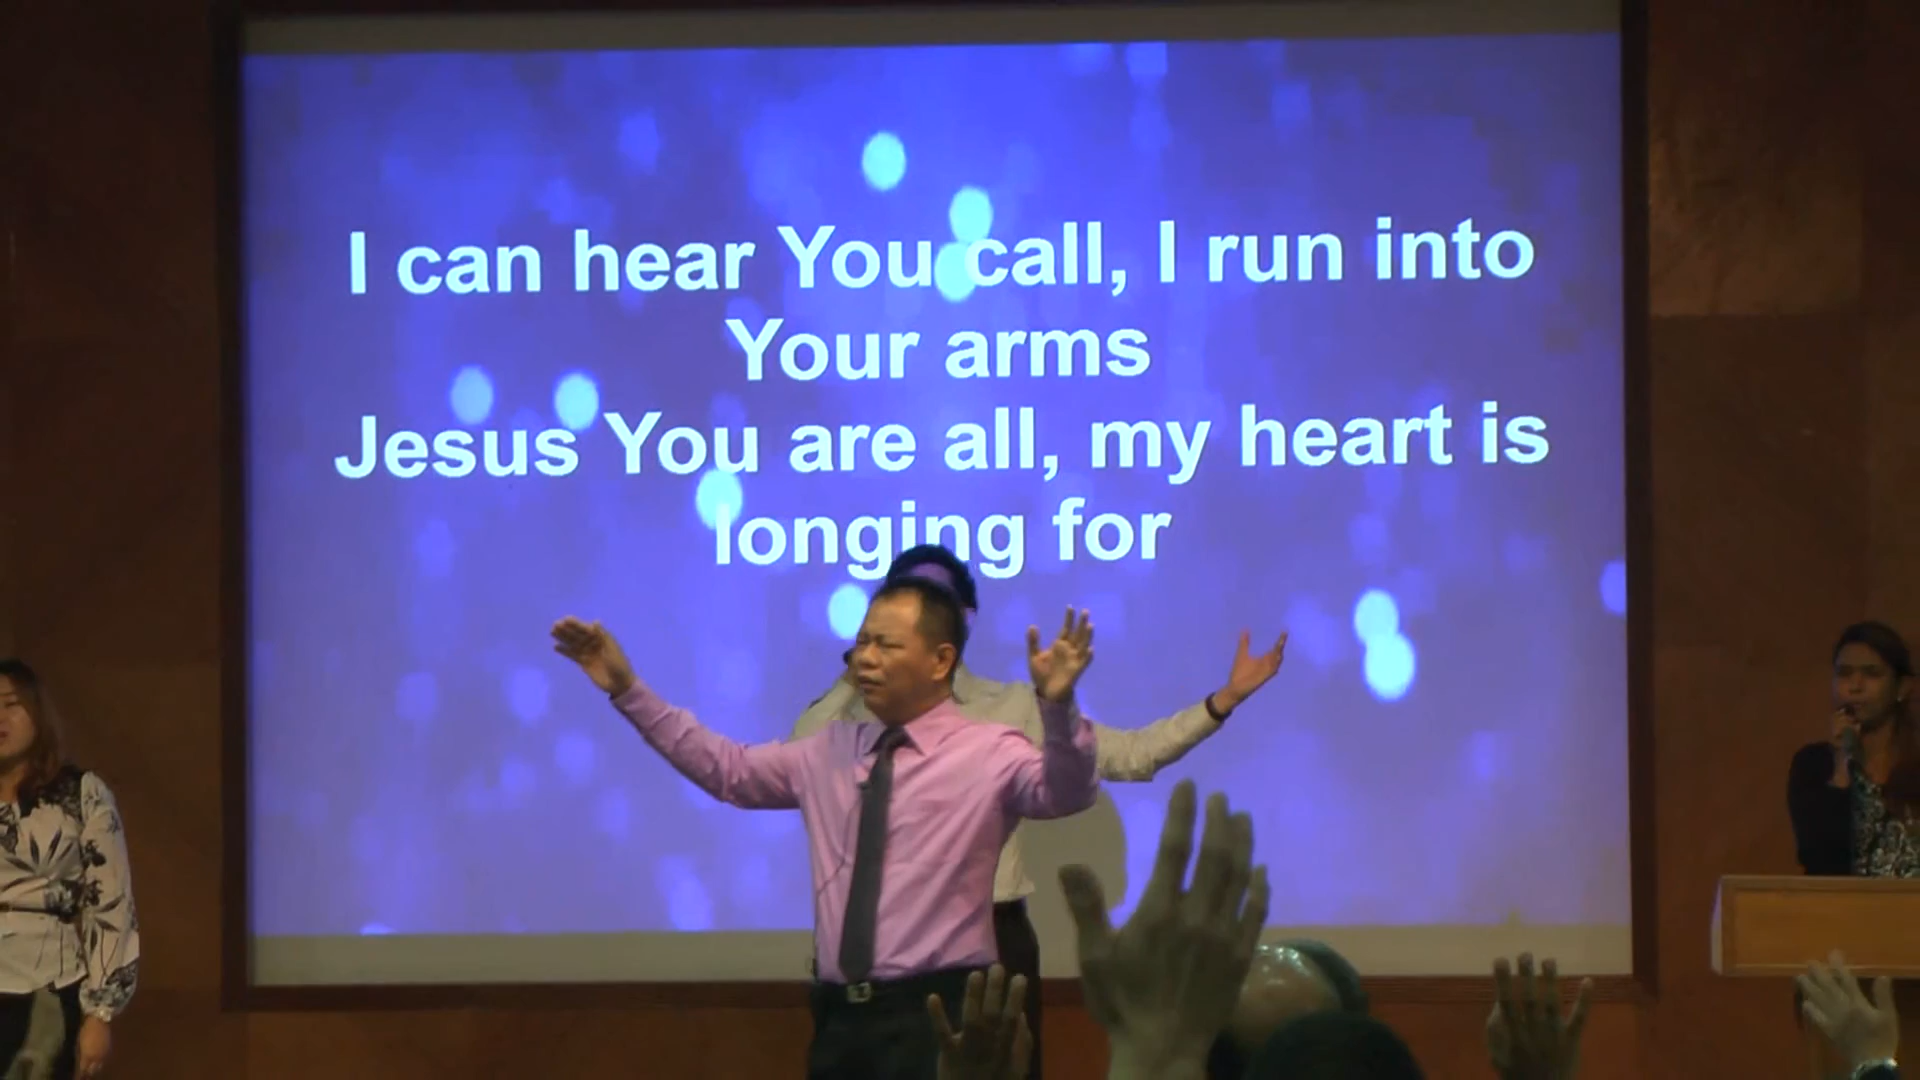 I can hear You call, I run into
Your arms
Jesus You are all, my heart is
longing for